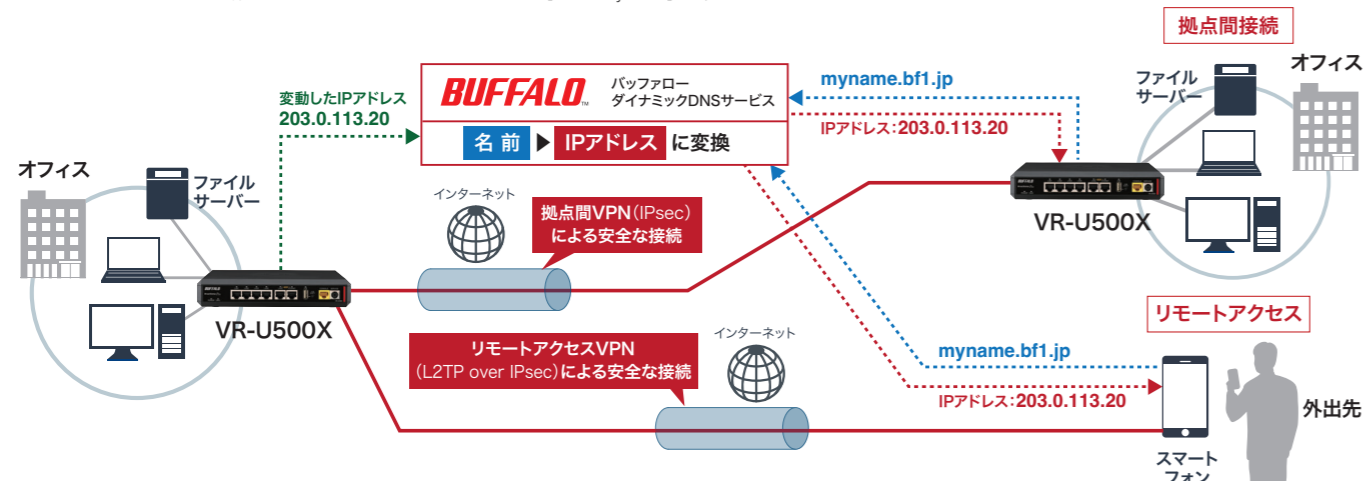 拠点間接続
オフィス
ファイル
サーバー
myname.bf1.jp
IPアドレス：203.0.113.20
VR-U500X
変動したIPアドレス
203.0.113.20
BUFFALO™
バッファロー
ダイナミックDNSサービス
名前 ▶ IPアドレス に変換
オフィス
ファイル
サーバー
VR-U500X
インターネット
拠点間VPN（IPsec）
による安全な接続
インターネット
リモートアクセスVPN
（L2TP over IPsec）による安全な接続
リモートアクセス
myname.bf1.jp
IPアドレス：203.0.113.20
外出先
スマート
フォン